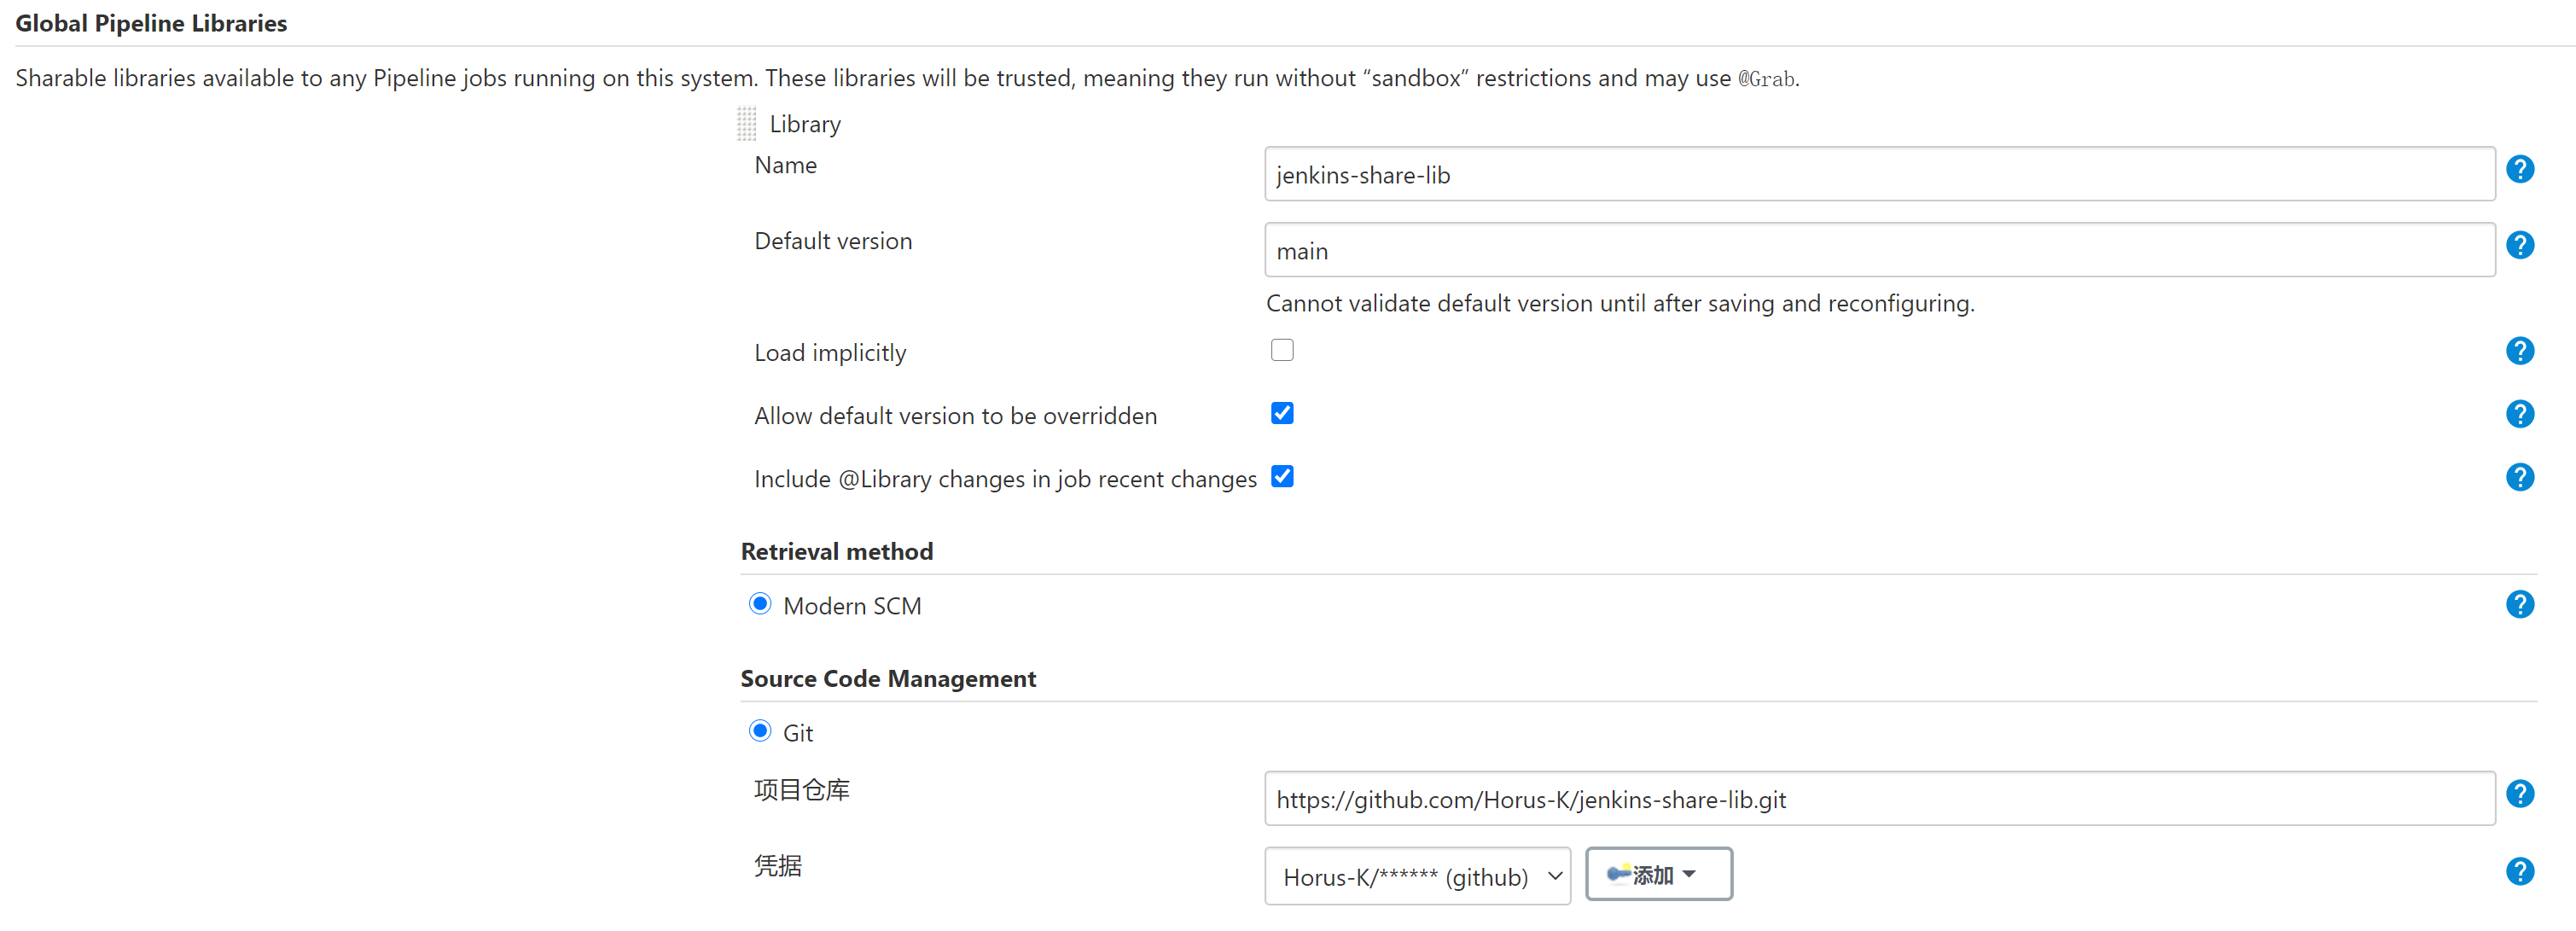 Global Pipeline Libraries
Sharable libraries available to any Pipeline jobs running on this system. These libraries will be trusted, meaning they run without “sandbox” restrictions and may use @Grab.
Library
Name
jenkins-share-lib
Default version
main
Cannot validate default version until after saving and reconfiguring.
Load implicitly
Allow default version to be overridden
Include @Library changes in job recent changes
Retrieval method
Modern SCM
Source Code Management
Git
项目仓库
https://github.com/Horus-K/jenkins-share-lib.git
凭据
Horus-K/****** (github)
添加